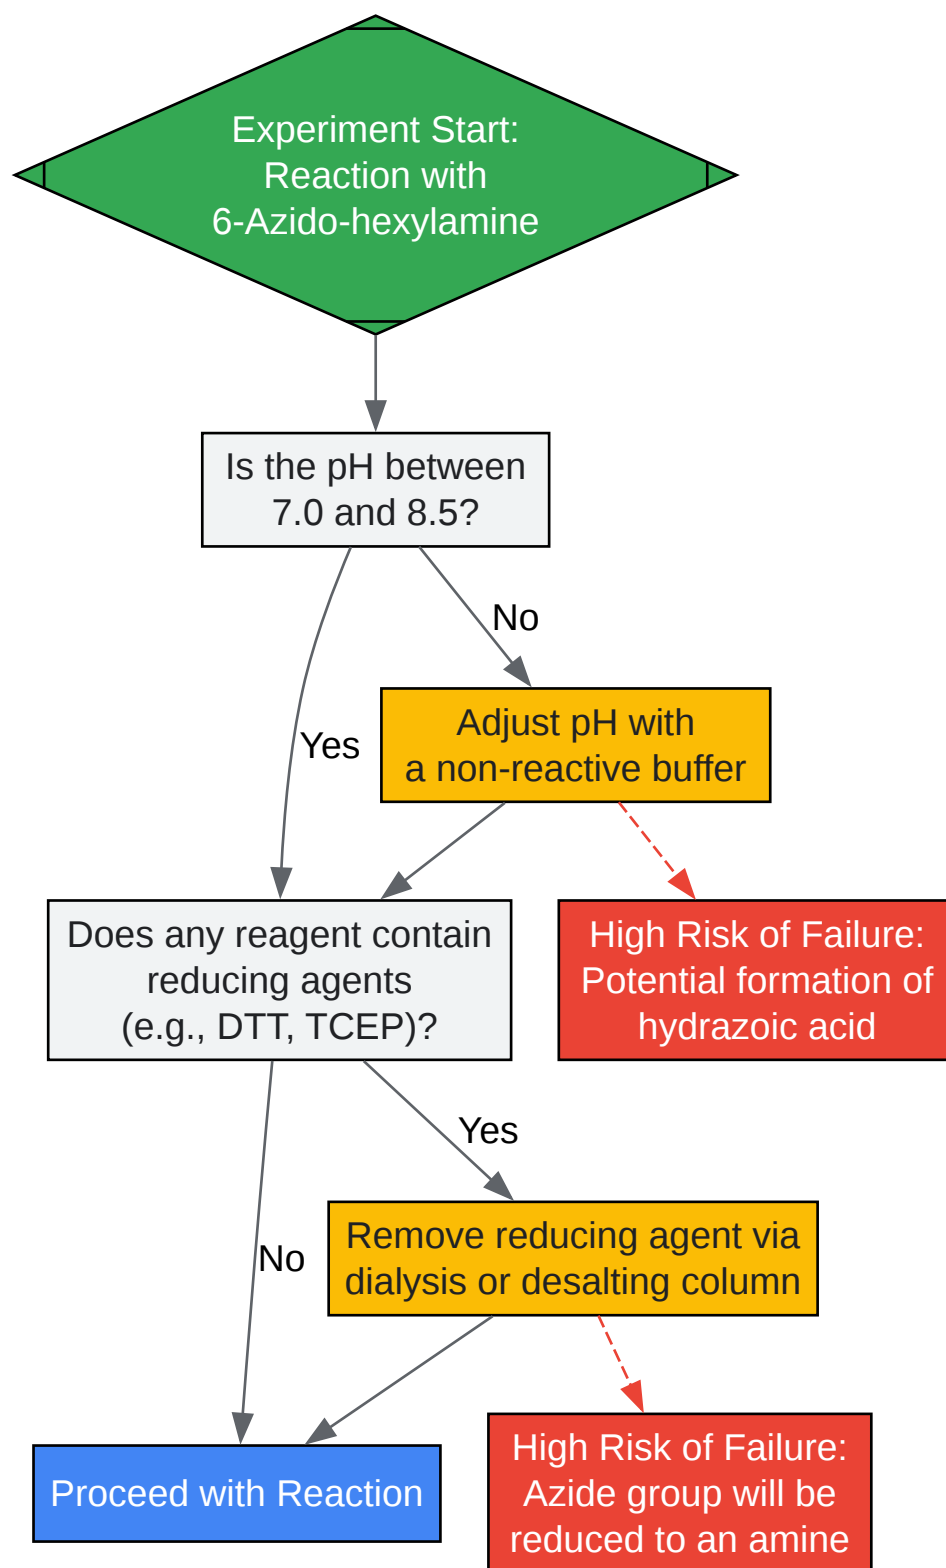 Experiment Start:
Reaction with
6-Azido-hexylamine
Is the pH between
7.0 and 8.5?
No
Adjust pH with
a non-reactive buffer
Yes
Does any reagent contain
reducing agents
(e.g., DTT, TCEP)?
High Risk of Failure:
Potential formation of
hydrazoic acid
Yes
Remove reducing agent via
dialysis or desalting column
No
Proceed with Reaction
High Risk of Failure:
Azide group will be
reduced to an amine